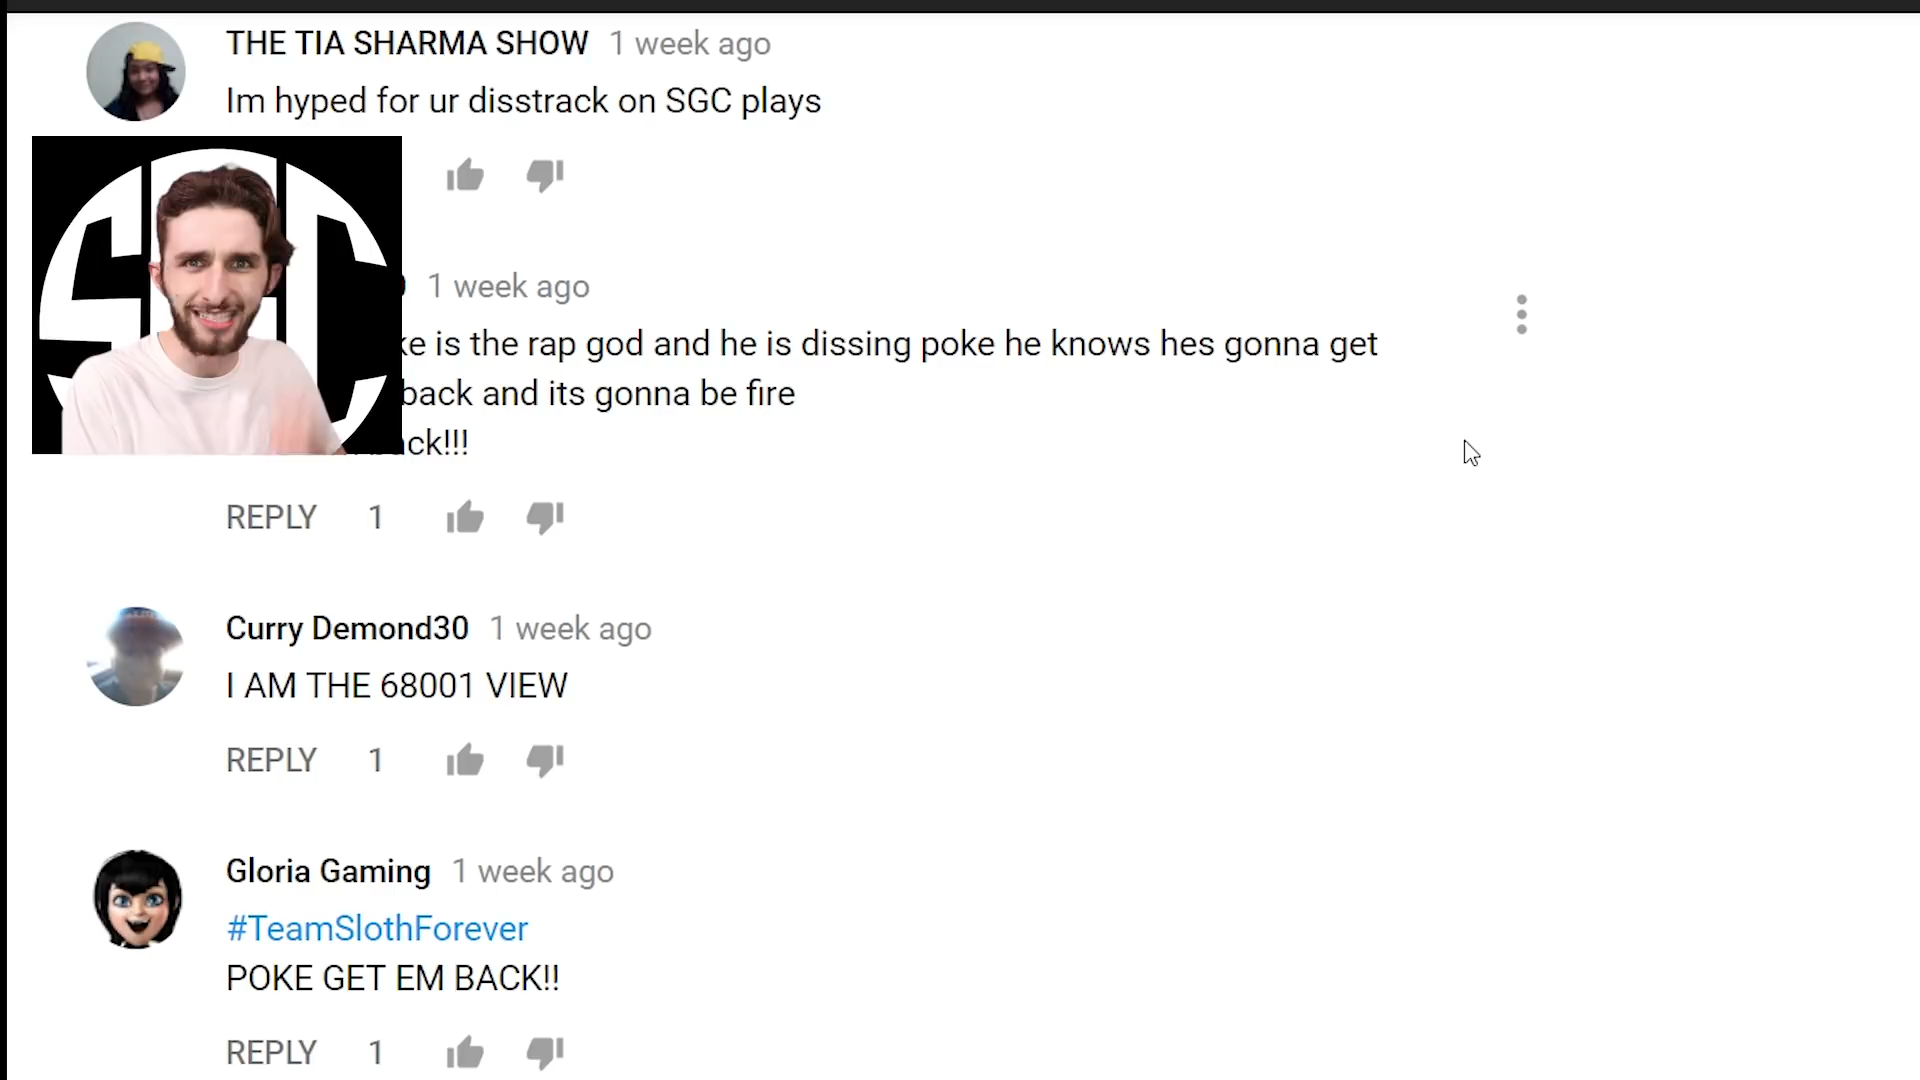 THE TIA SHARMA SHOW 1 week ago
Im hyped for ur disstrack on SGC plays
1 week ago
is the rap god and he is dissing poke he knows hes gonna get
back and its gonna be fire
REPLY 1
Curry Demond30 1 week ago
I AM THE 68001 VIEW
REPLY 1
Gloria Gaming 1 week ago
#TeamSlothForever
POKE GET EM BACK!!
REPLY 1